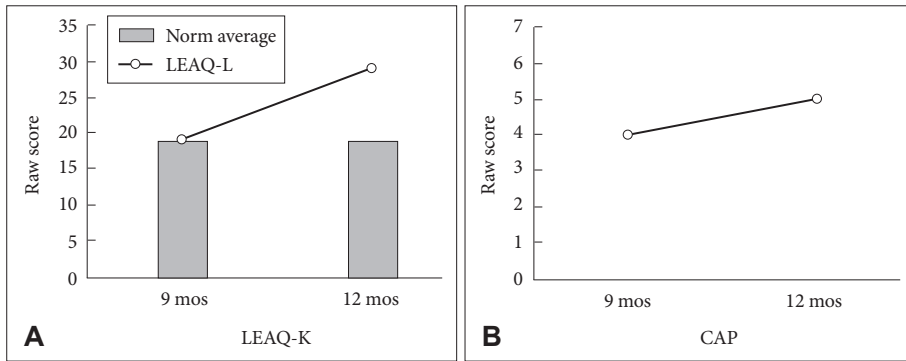 35
30
25
20
15
10
5
0
Raw score
Norm average
LEAQ-L
9 mos 12 mos
A LEAQ-K
7
6
5
4
3
2
1
0
Raw score
9 mos 12 mos
B CAP